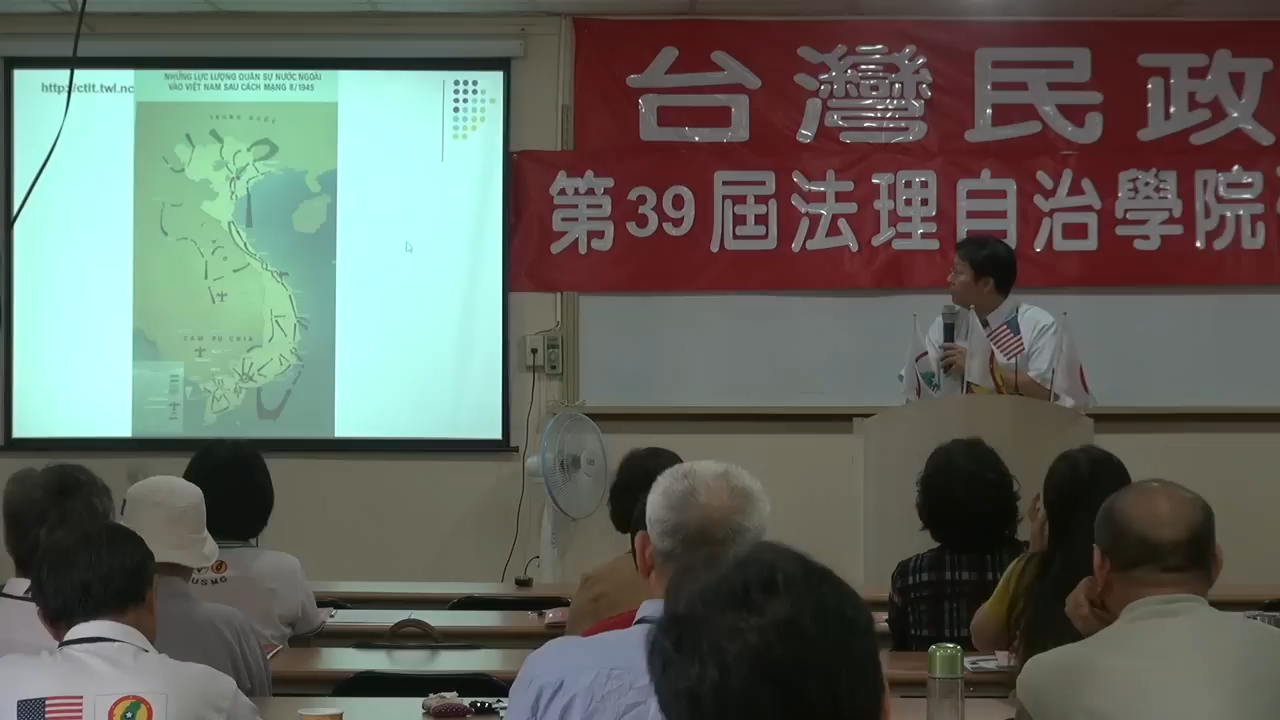 http://ctlt.twl.nc
NHỮNG LỰC LƯỢNG QUÂN SỰ NƯỚC NGOÀI
VÀO VIỆT NAM SAU CÁCH MẠNG 8/1945
TRUNG QUỐC
CAM PU CHIA
台灣民政
第39屆法理自治學院
USMG